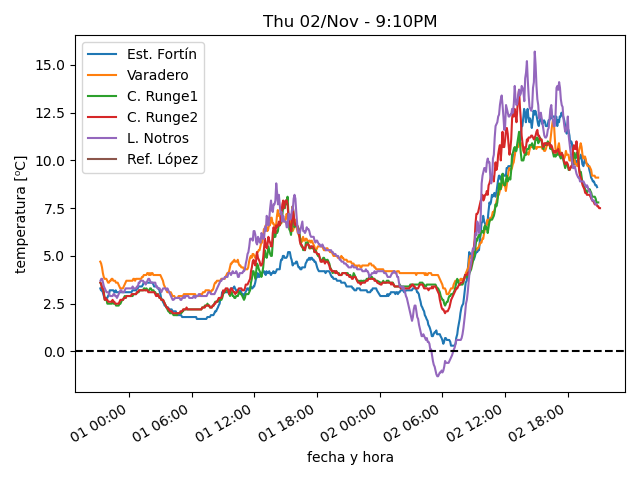 Thu 02/Nov - 9:10PM
Est. Fortín
Varadero
C. Runge1
C. Runge2
L. Notros
Ref. López
temperatura [°C]
15.0
12.5
10.0
7.5
5.0
2.5
0.0
01 00:00
01 06:00
01 12:00
01 18:00
02 00:00
02 06:00
02 12:00
02 18:00
fecha y hora